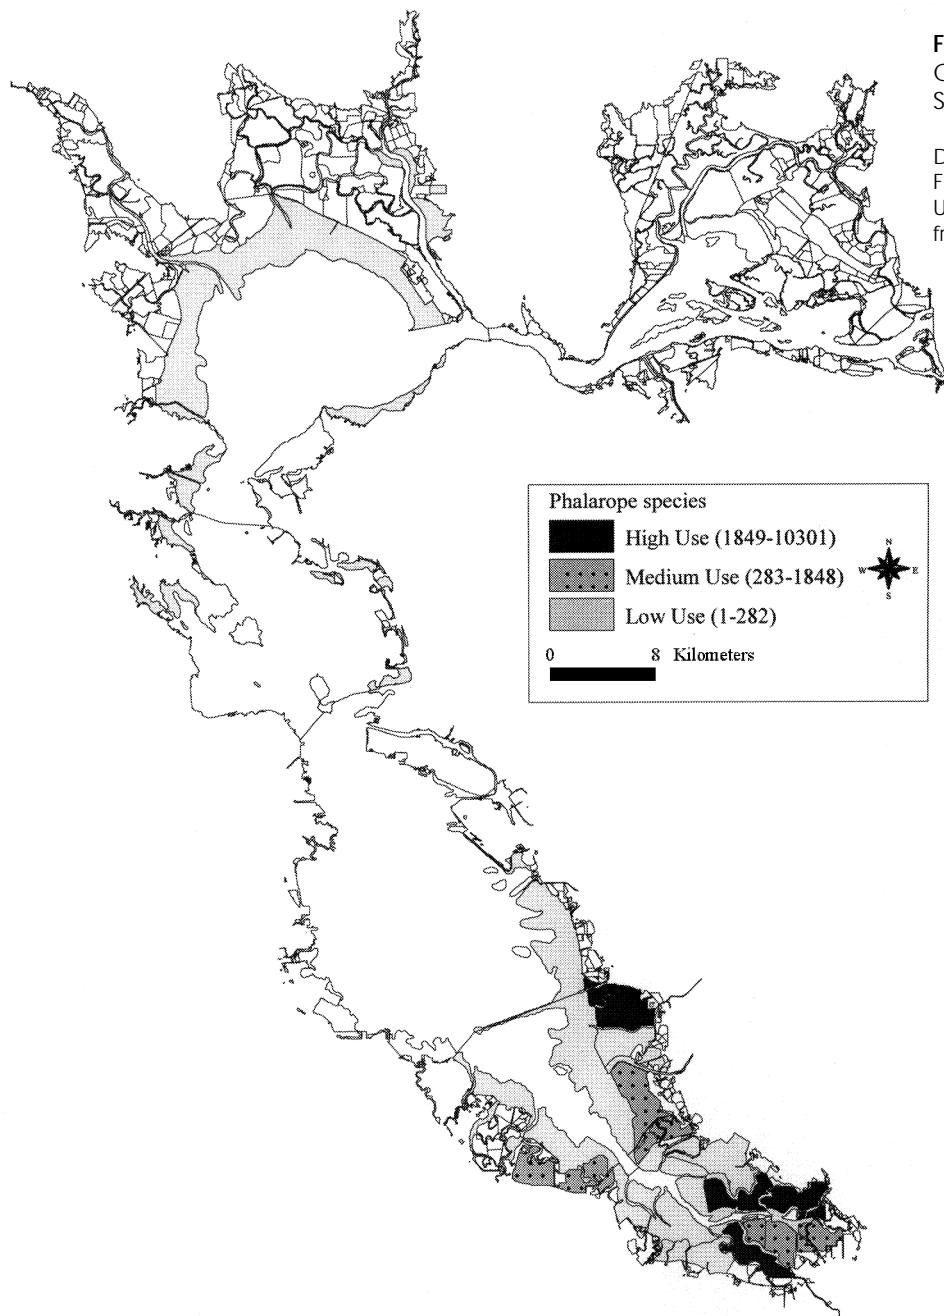 Phalarope species
High Use (1849-10301)
Medium Use (283-1848)
Low Use (1-282)
N
W E
S
0 8 Kilometers